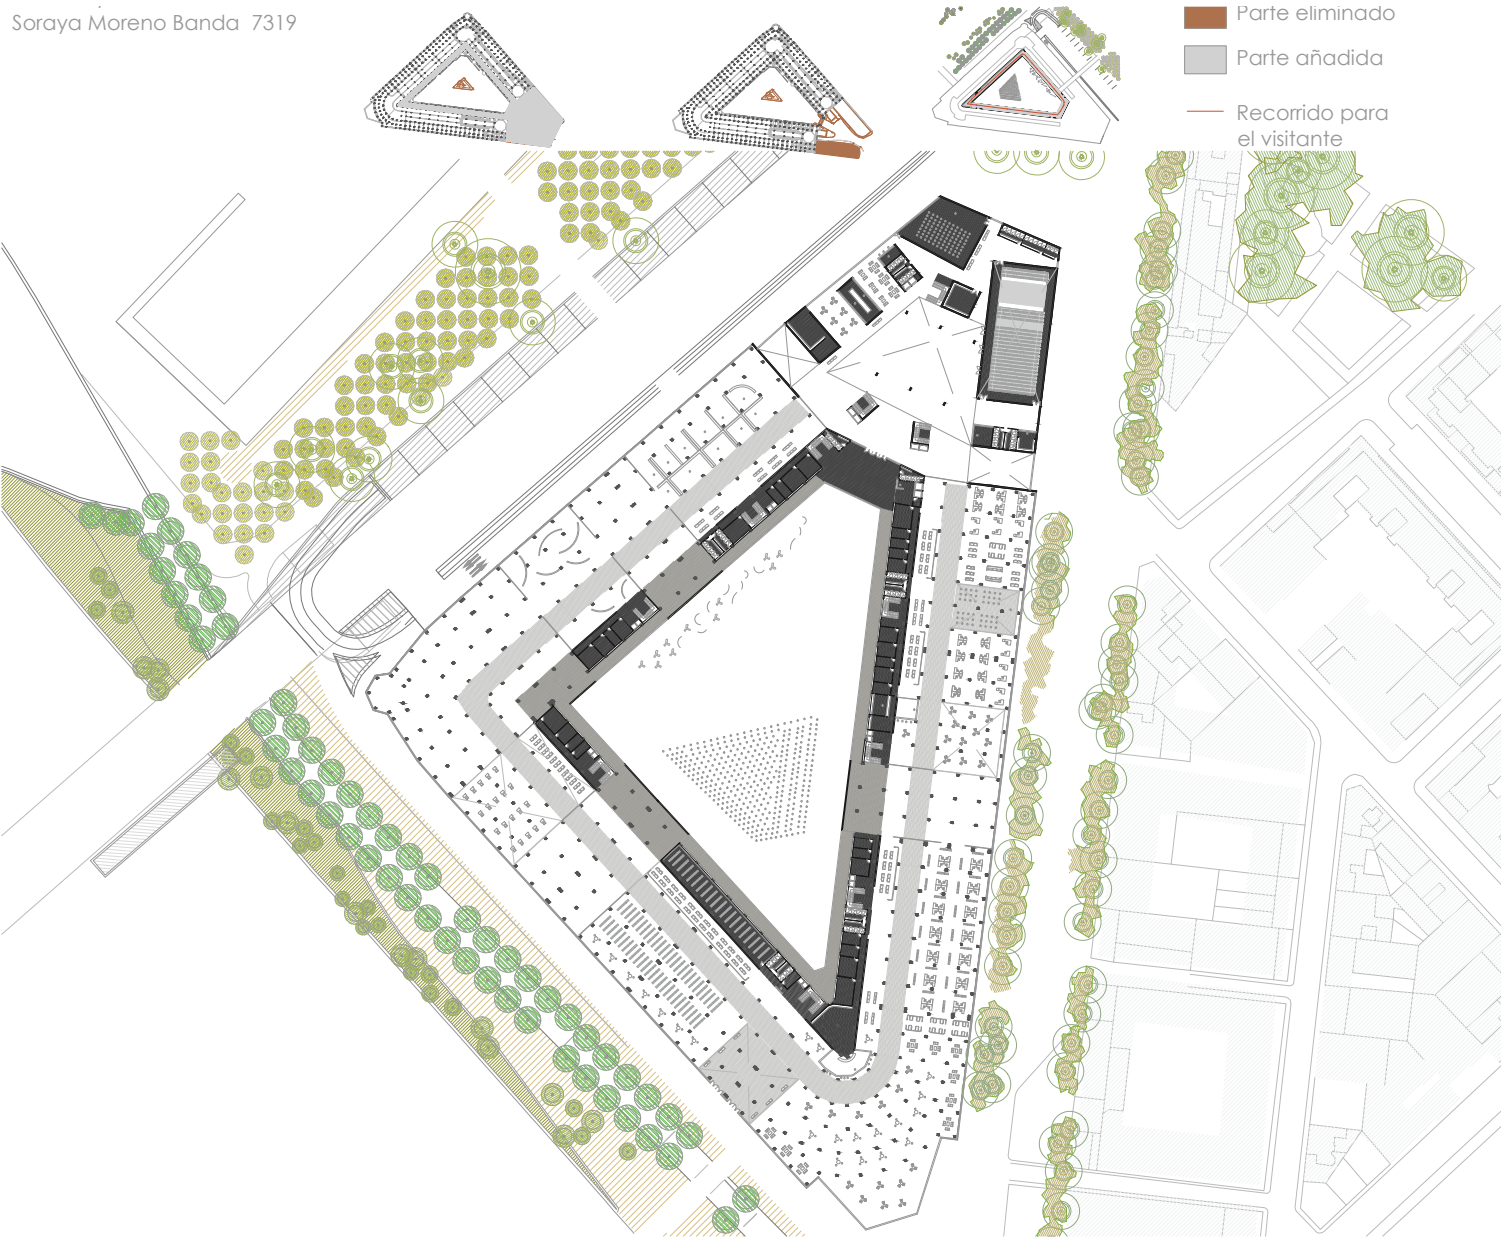 Soraya Moreno Banda 7319
Parte eliminado
Parte añadida
Recorrido para
el visitante